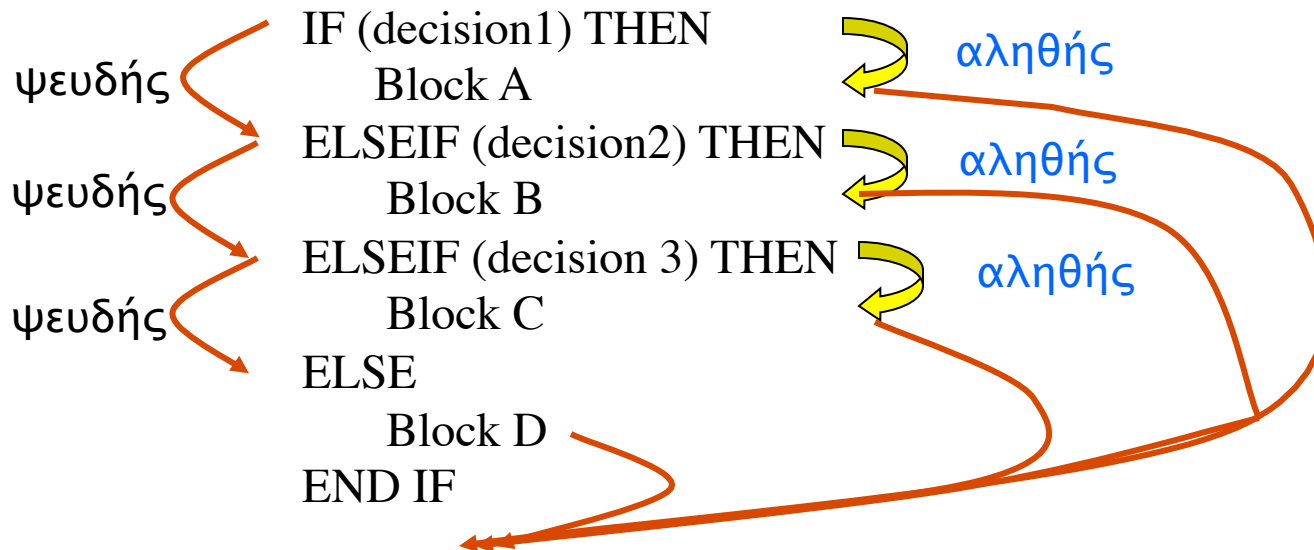 IF (decision1) THEN
αληθής
ψευδής
Block A
ELSEIF (decision2) THEN
αληθής
ψευδής
Block B
ELSEIF (decision 3) THEN
αληθής
ψευδής
Block C
ELSE
Block D
END IF